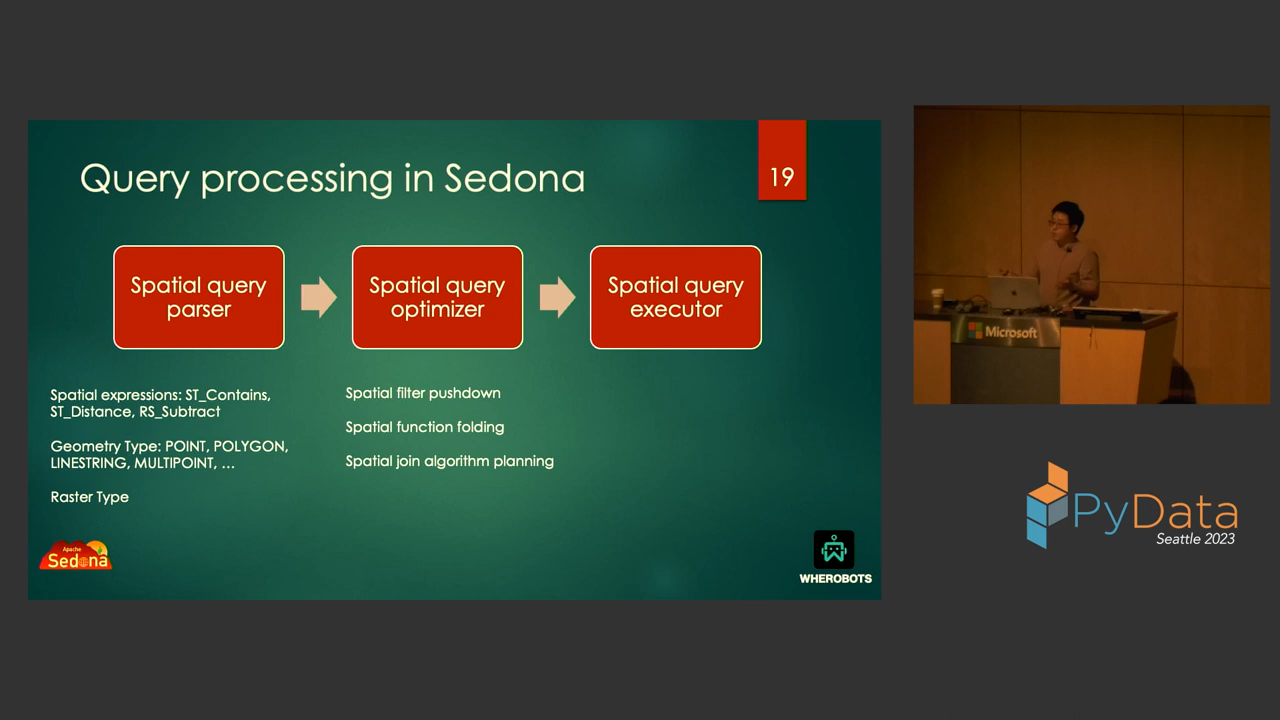 Query processing in Sedona
19
Spatial query
parser
Spatial query
optimizer
Spatial query
executor
Spatial expressions: ST_Contains,
ST_Distance, RS_Subtract
Geometry Type: POINT, POLYGON,
LINESTRING, MULTIPOINT, ...
Raster Type
Spatial filter pushdown
Spatial function folding
Spatial join algorithm planning
Apache
Sedona
WHEROBOTS
Microsoft
PyData
Seattle 2023